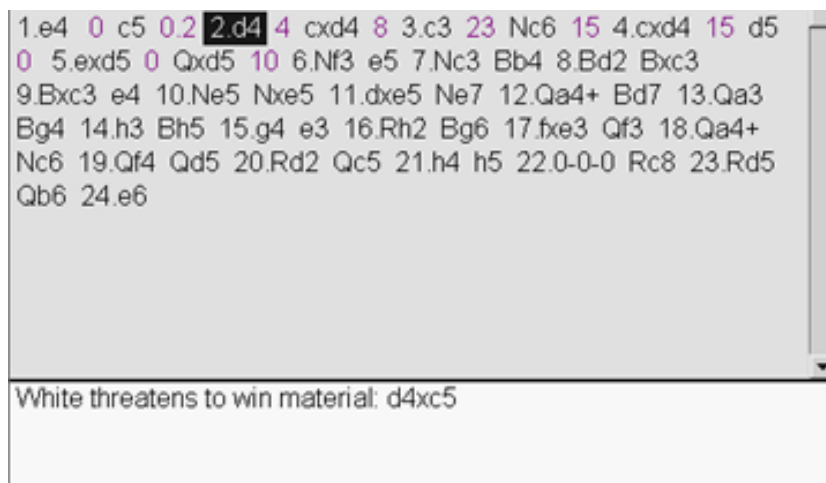 1.e4 0 c5 0.2 2.d4 4 cxd4 8 3.c3 23 Nc6 15 4.cxd4 15 d5
0 5.exd5 0 Qxd5 10 6.Nf3 e5 7.Nc3 Bb4 8.Bd2 Bxc3
9.Bxc3 e4 10.Ne5 Nxe5 11.dxe5 Ne7 12.Qa4+ Bd7 13.Qa3
Bg4 14.h3 Bh5 15.g4 e3 16.Rh2 Bg6 17.fxe3 Qf3 18.Qa4+
Nc6 19.Qf4 Qd5 20.Rd2 Qc5 21.h4 h5 22.0-0-0 Rc8 23.Rd5
Qb6 24.e6
White threatens to win material: d4xc5